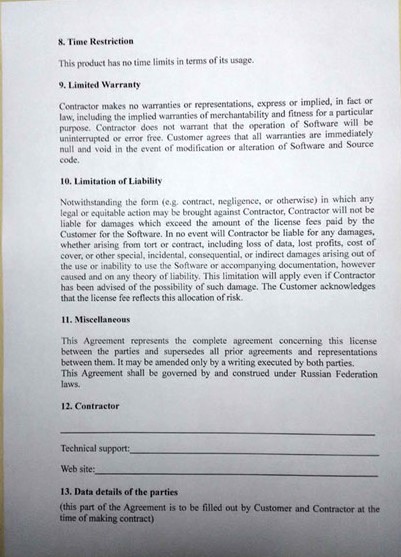 8. Time Restriction
This product has no time limits in terms of its usage.
9. Limited Warranty
Contractor makes no warranties or representations, express or implied, in fact or
law, including the implied warranties of merchantability and fitness for a particular
purpose. Contractor does not warrant that the operation of Software will be
uninterrupted or error free. Customer agrees that all warranties are immediately
null and void in the event of modification or alteration of Software and Source
code.
10. Limitation of Liability
Notwithstanding the form (e.g. contract, negligence, or otherwise) in which any
legal or equitable action may be brought against Contractor, Contractor will not be
liable for damages which exceed the amount of the license fees paid by the
Customer for the Software. In no event will Contractor be liable for any damages,
whether arising from tort or contract, including loss of data, lost profits, cost of
cover, or other special, incidental, consequential, or indirect damages arising out of
the use or inability to use the Software or accompanying documentation, however
caused and on any theory of liability. This limitation will apply even if Contractor
has been advised of the possibility of such damage. The Customer acknowledges
that the license fee reflects this allocation of risk.
11. Miscellaneous
This Agreement represents the complete agreement concerning this license
between the parties and supersedes all prior agreements and representations
between them. It may be amended only by a writing executed by both parties.
This Agreement shall be governed by and construed under Russian Federation
laws.
12. Contractor
Technical support:
Web site:
13. Data details of the parties
(this part of the Agreement is to be filled out by Customer and Contractor at the
time of making contract)